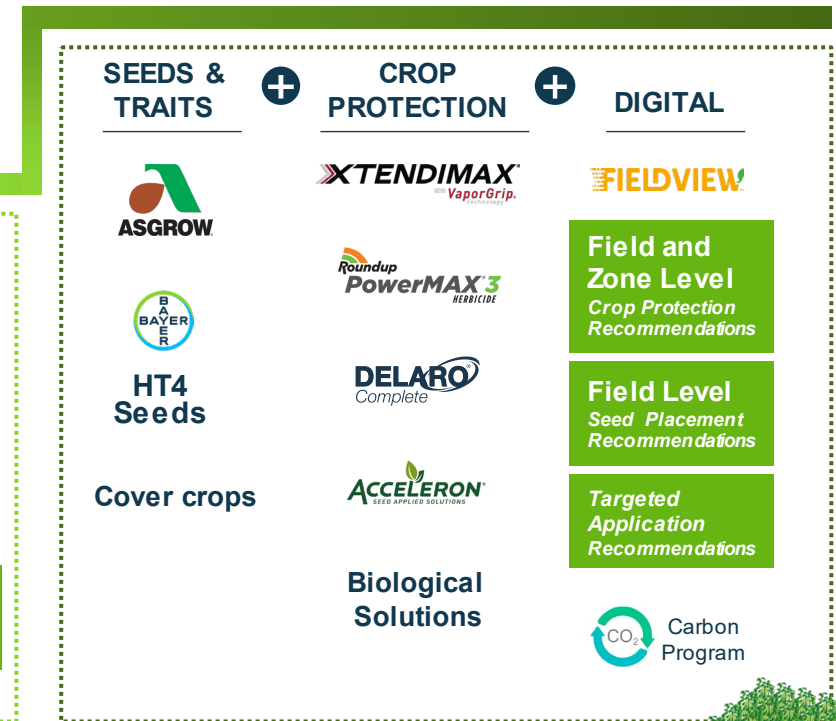 SEEDS &
TRAITS
ASGROW
BAYER
BAYER
HT4
Seeds
Cover crops
CROP
PROTECTION
XTENDIMAX®
With VaporGrip®
Technology
Roundup
PowerMAX® 3
HERBICIDE
DELARO®
Complete
ACCELERON®
SEED APPLIED SOLUTIONS
Biological
Solutions
DIGITAL
FIELDVIEW
Field and
Zone Level
Crop Protection
Recommendations
Field Level
Seed Placement
Recommendations
Targeted
Application
Recommendations
CO₂
Carbon
Program